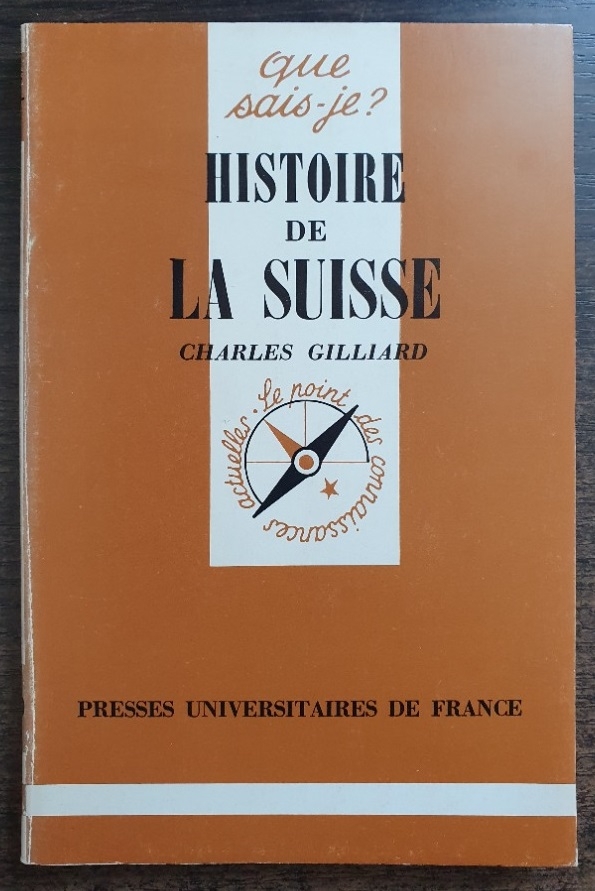 que
sais-je?
HISTOIRE
DE
LA SUISSE
CHARLES GILLIARD
Le point des connaissances actuelles.
PRESSES UNIVERSITAIRES DE FRANCE